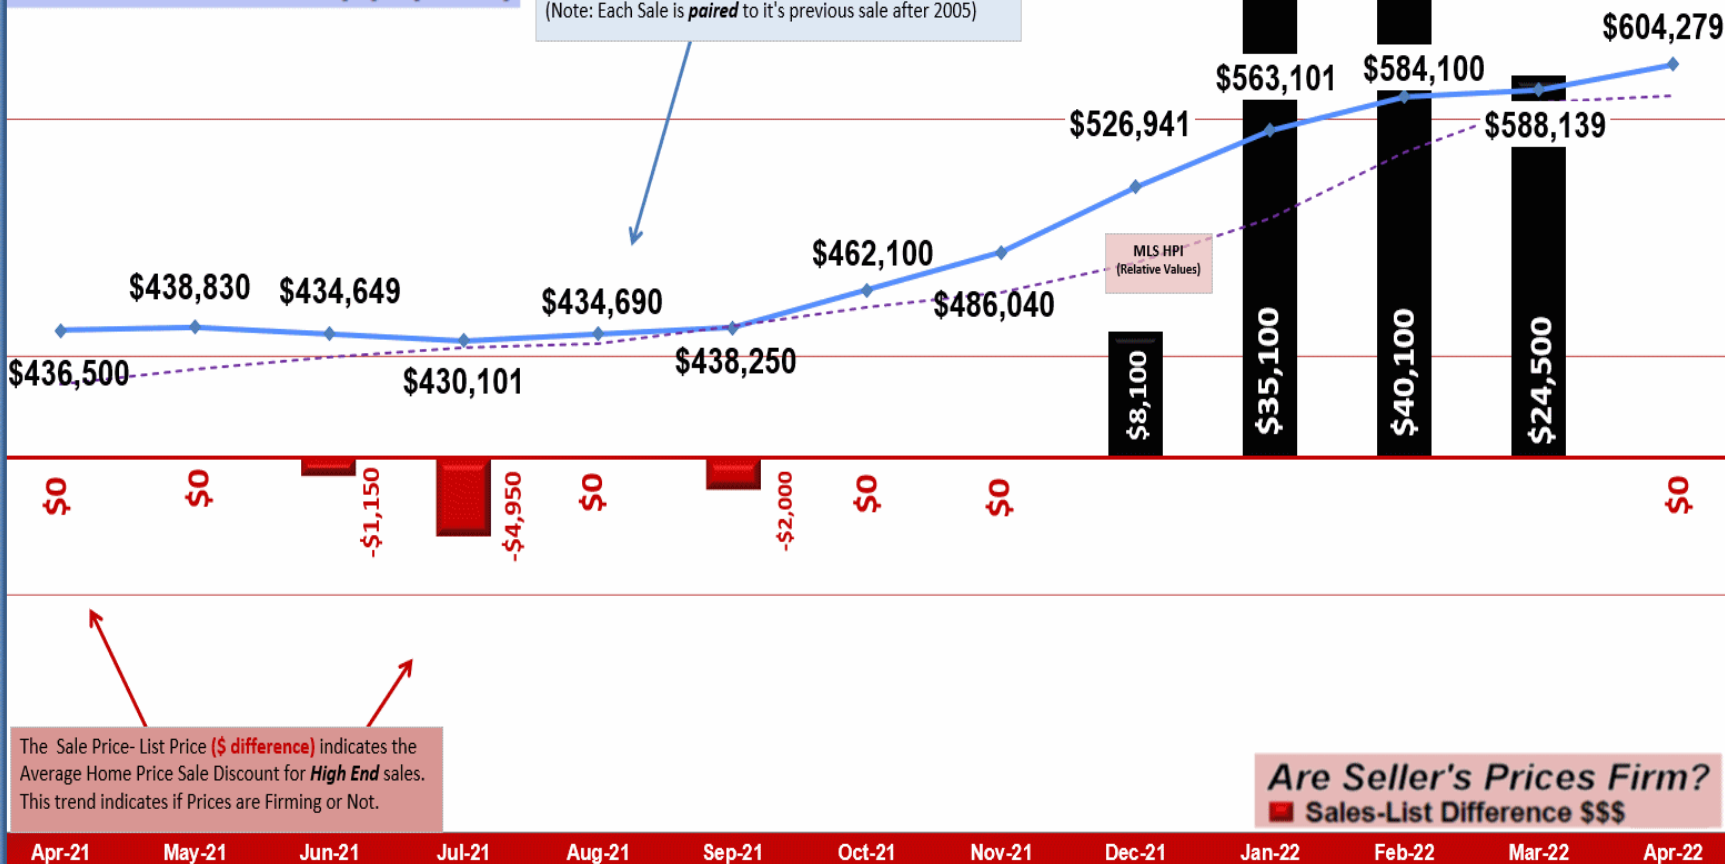 (Note: Each Sale is paired to it's previous sale after 2005)
$604,279
$563,101
$584,100
$526,941
$588,139
$462,100
MLS HPI
(Relative Values)
$438,830
$434,649
$434,690
$486,040
$436,500
$430,101
$438,250
$8,100
$35,100
$40,100
$24,500
$0
$0
-$1,150
-$4,950
$0
-$2,000
$0
$0
$0
The Sale Price- List Price ($ difference) indicates the
Average Home Price Sale Discount for High End sales.
This trend indicates if Prices are Firming or Not.
Are Seller's Prices Firm?
Sales-List Difference $$$
Apr-21 May-21 Jun-21 Jul-21 Aug-21 Sep-21 Oct-21 Nov-21 Dec-21 Jan-22 Feb-22 Mar-22 Apr-22